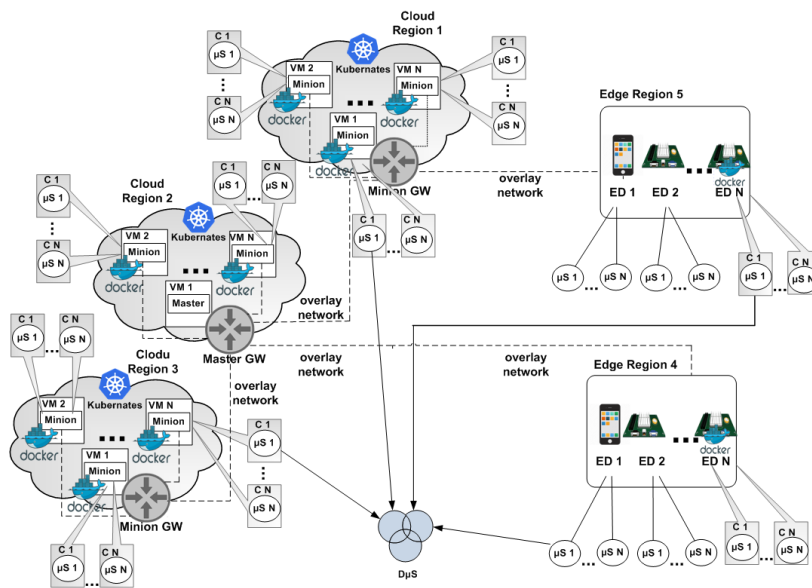 Cloud
Region 1
Kubernates
C 1
µS 1
C N
µS N
VM 2
Minion
docker
VM N
Minion
docker
C 1
µS 1
C N
µS N
VM 1
Minion
docker
Minion GW
overlay
network
C 1
µS 1
C N
µS N
Edge Region 5
docker
ED 1
ED 2
ED N
µS 1
µS N
µS 1
µS N
C 1
µS 1
C N
µS N
Cloud
Region 2
Kubernates
C 1
µS 1
C N
µS N
C 1
µS 1
C N
µS N
VM 2
Minion
docker
VM N
Minion
docker
VM 1
Master
Master GW
overlay
network
overlay
network
overlay
network
overlay
network
Clodu
Region 3
Kubernates
C 1
µS 1
C N
µS N
VM 2
Minion
docker
VM N
Minion
VM 1
Minion
docker
Minion GW
C 1
µS 1
C N
µS N
C 1
µS 1
C N
µS N
Edge Region 4
docker
ED 1
ED 2
ED N
µS 1
µS N
µS 1
µS N
C 1
µS 1
C N
µS N
DµS